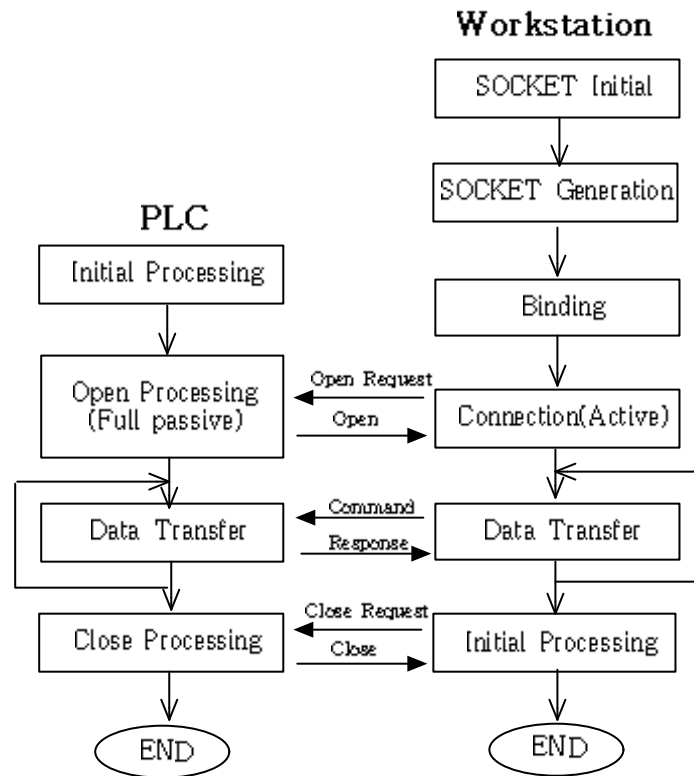 Workstation
SOCKET Initial
SOCKET Generation
PLC
Initial Processing
Binding
Open Processing
(Full passive)
Open Request
Open
Connection(Active)
Data Transfer
Command
Response
Data Transfer
Close Processing
Close Request
Close
Initial Processing
END
END